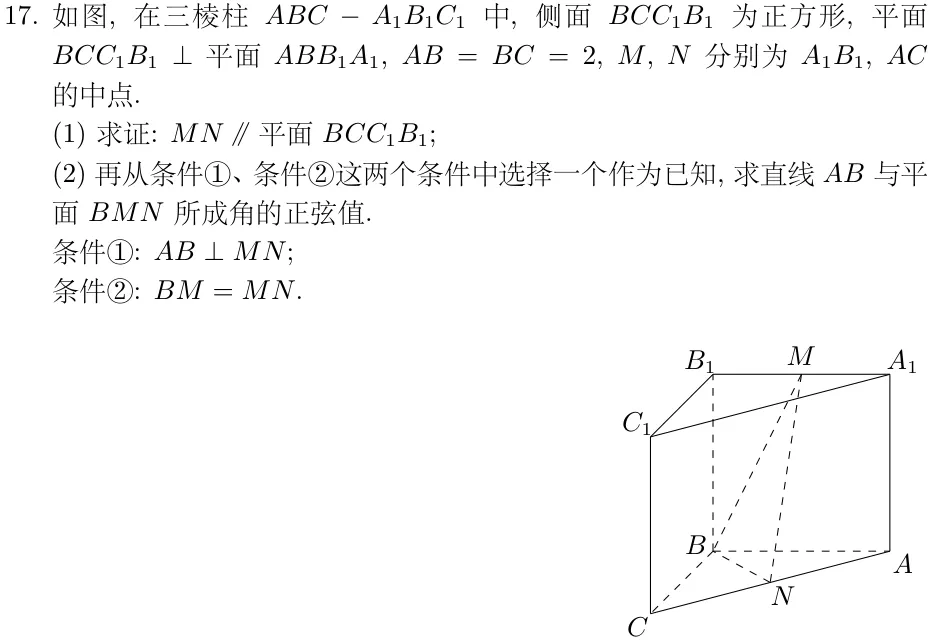 17. 如图, 在三棱柱 ABC − A₁B₁C₁ 中, 侧面 BCC₁B₁ 为正方形, 平面
BCC₁B₁ ⊥ 平面 ABB₁A₁, AB = BC = 2, M, N 分别为 A₁B₁, AC
的中点.
(1) 求证: MN ∥ 平面 BCC₁B₁;
(2) 再从条件①、条件②这两个条件中选择一个作为已知, 求直线 AB 与平
面 BMN 所成角的正弦值.
条件①: AB ⊥ MN;
条件②: BM = MN.
B₁ M A₁
C₁
B A
N
C